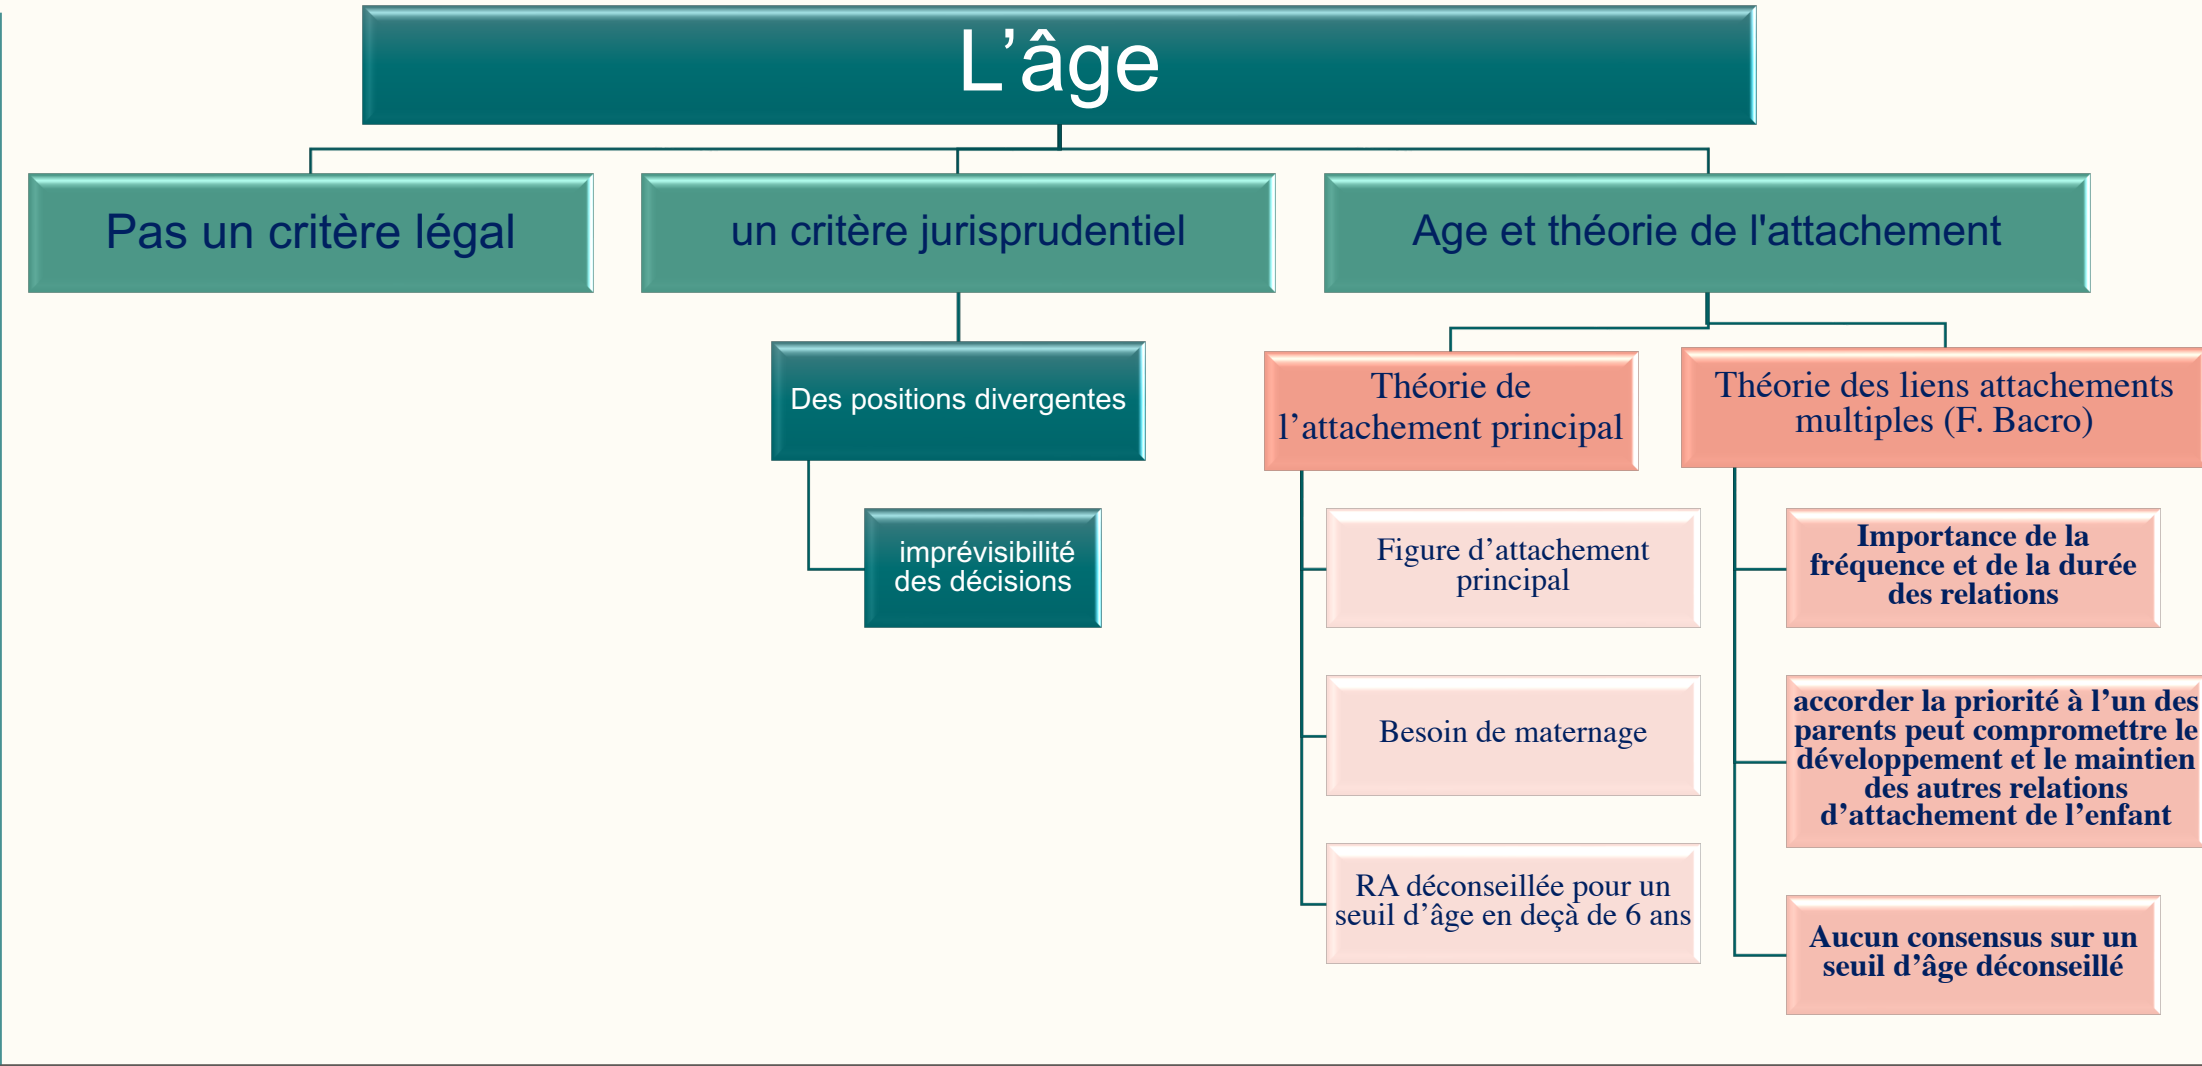 L’âge
Pas un critère légal
un critère jurisprudentiel
Des positions divergentes
imprévisibilité
des décisions
Age et théorie de l'attachement
Théorie de
l’attachement principal
Figure d’attachement
principal
Besoin de maternage
RA déconseillée pour un
seuil d’âge en deçà de 6 ans
Théorie des liens attachements
multiples (F. Bacro)
Importance de la
fréquence et de la durée
des relations
accorder la priorité à l’un des
parents peut compromettre le
développement et le maintien
des autres relations
d’attachement de l’enfant
Aucun consensus sur un
seuil d’âge déconseillé